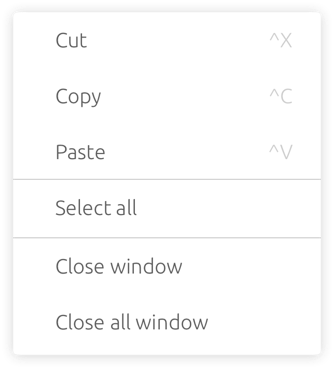 Cut ^X
Copy ^C
Paste ^V
Select all
Close window
Close all window